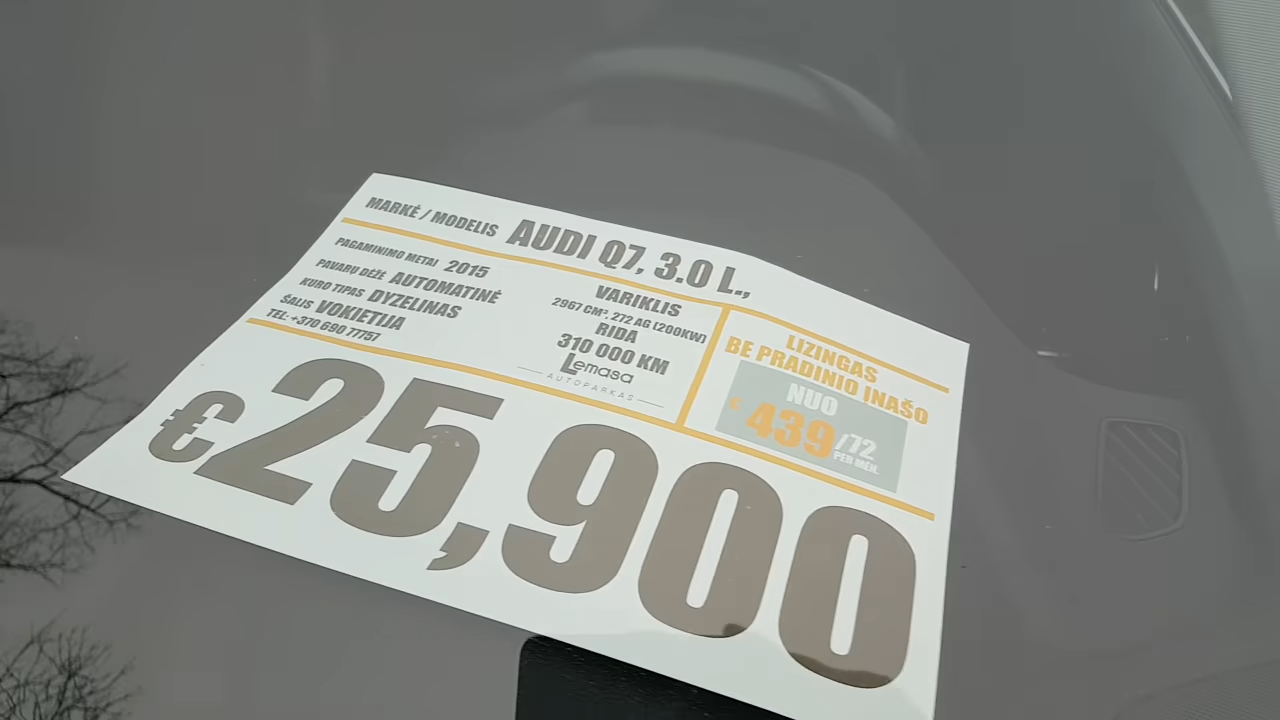 MARKĖ / MODELIS AUDI Q7, 3.0 L.,
PAGAMINIMO METAI 2015
PAVARŲ DĖŽĖ AUTOMATINĖ
KURO TIPAS DYZELINAS
ŠALIS VOKIETIJA
TEL: +370 690 77757
VARIKLIS
2967 CM³, 272 AG (200KW)
RIDA
310 000 KM
Lemasa
AUTOPARKAS
LIZINGAS
BE PRADINIO INAŠO
NUO
€ 439/72
PER MĖN.
€25,900